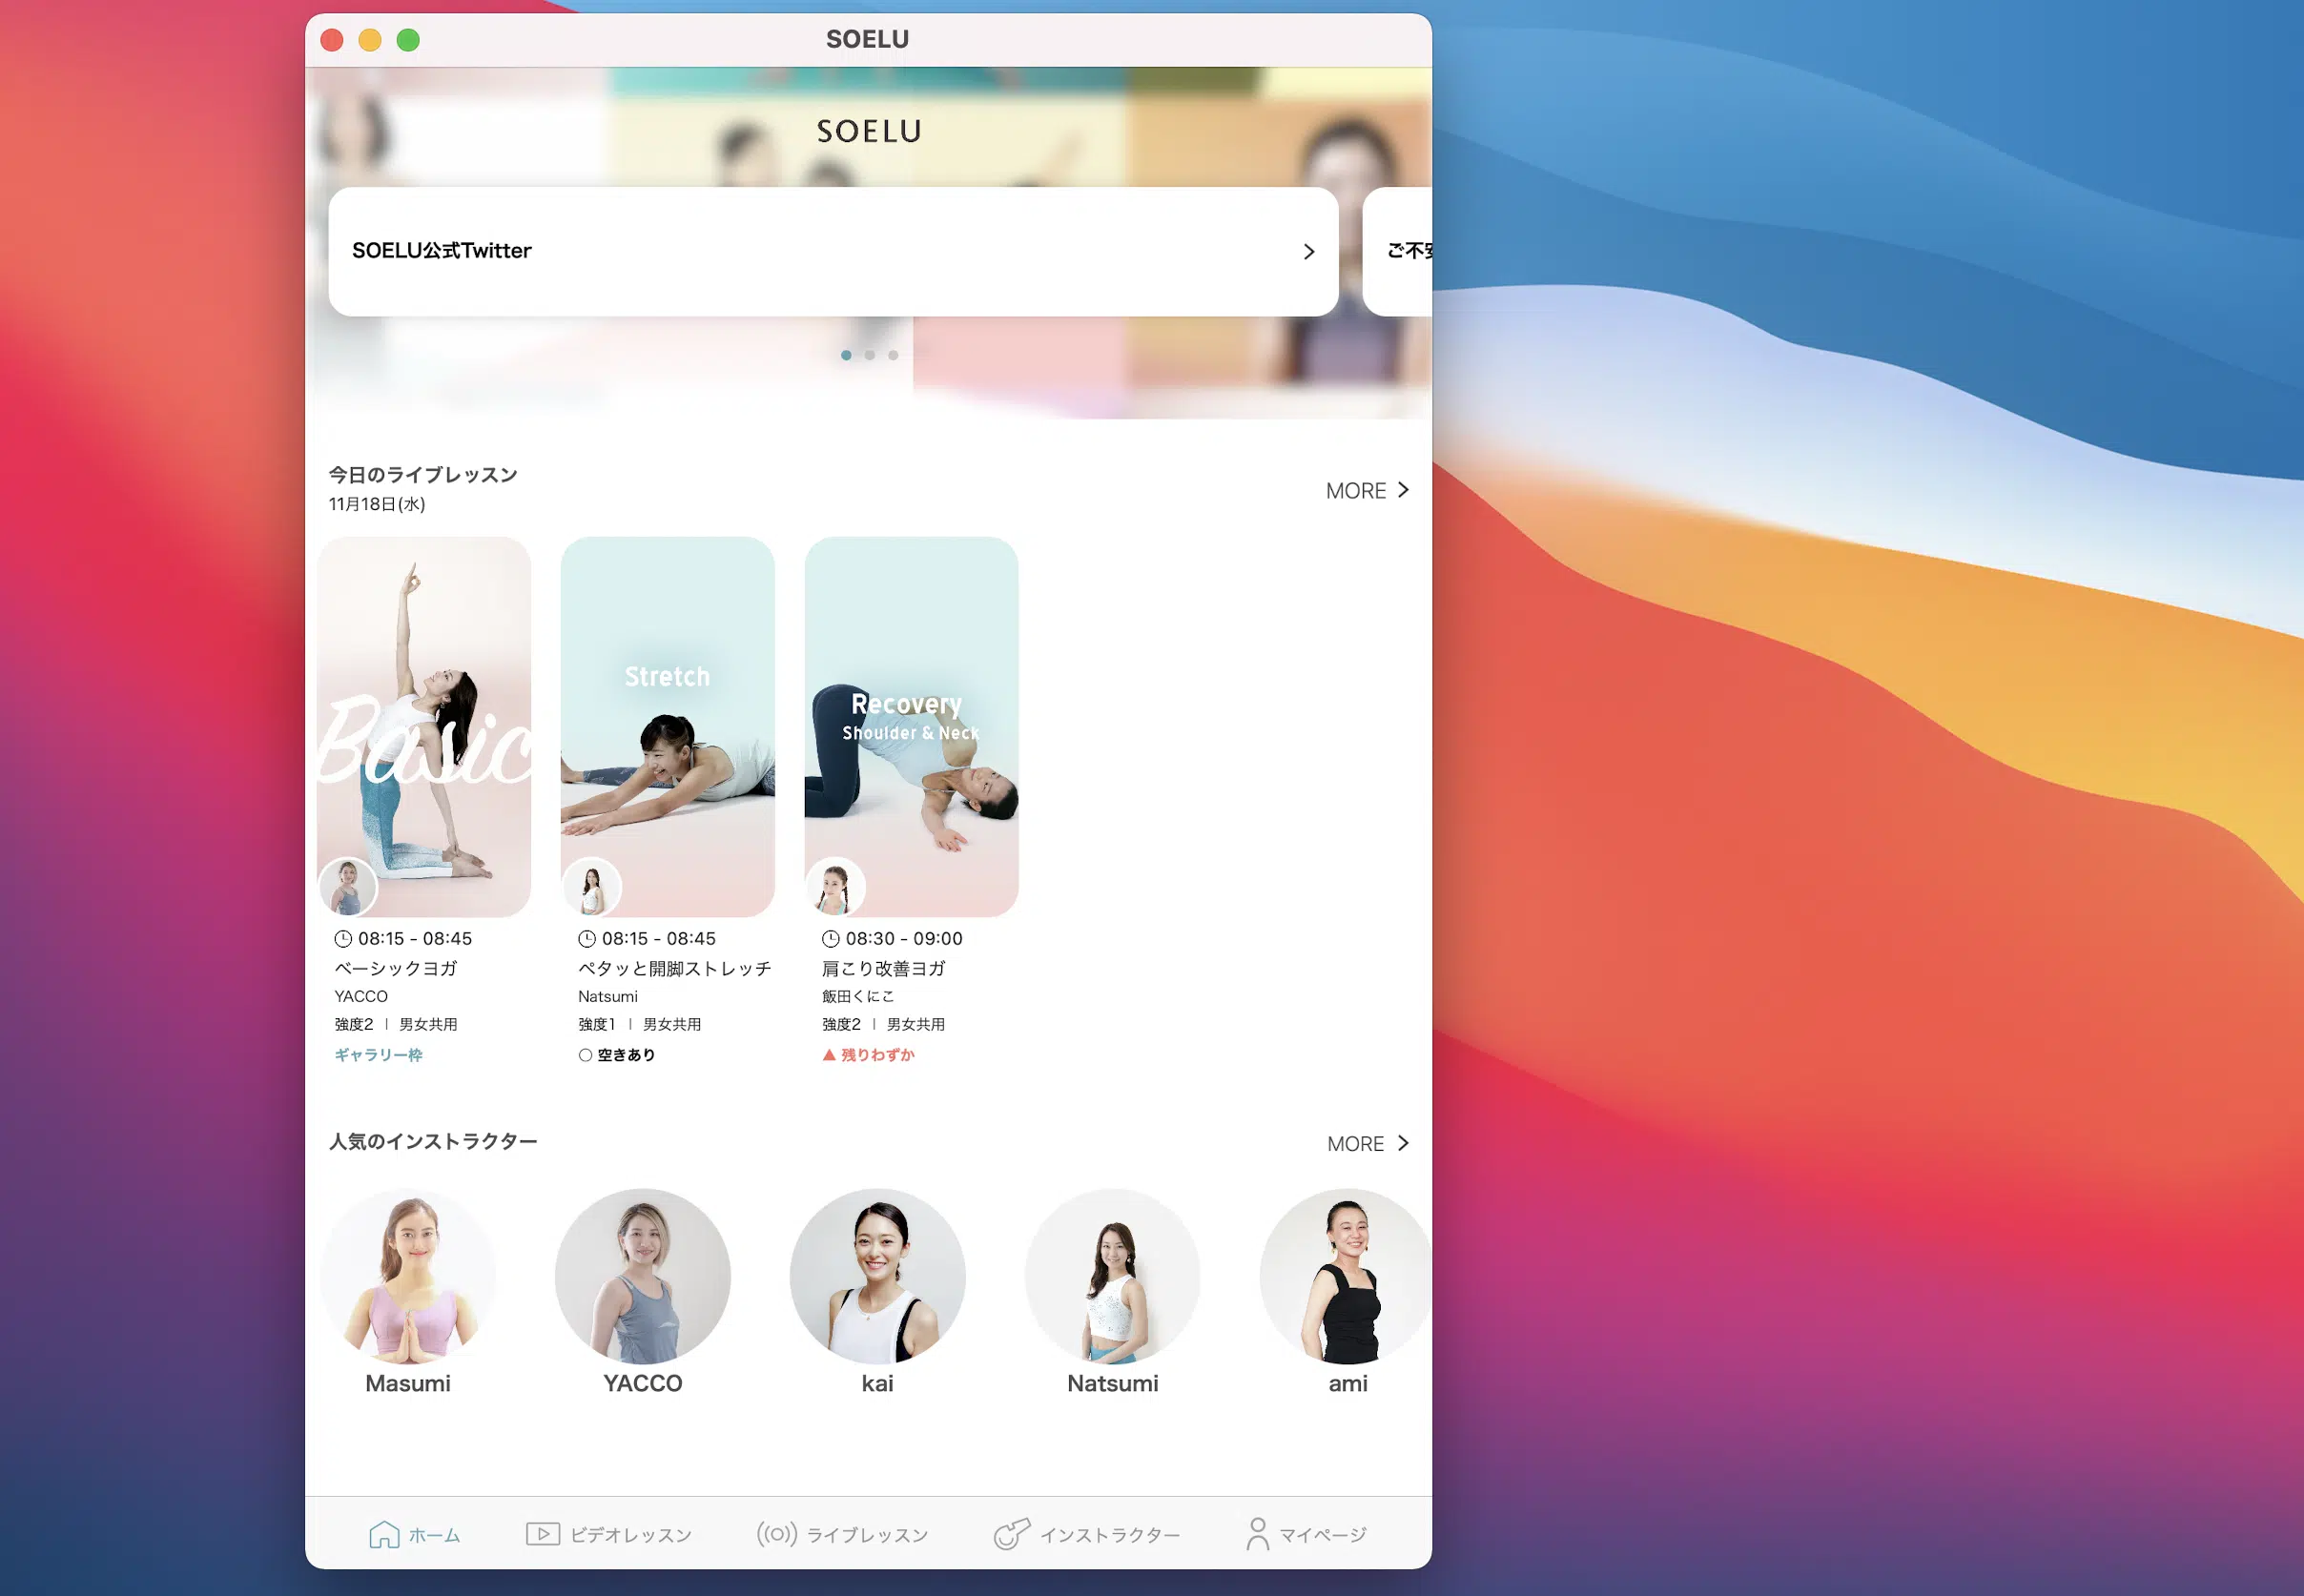 SOELU
SOELU
SOELU公式Twitter
ご不安
今日のライブレッスン
11月18日(水)
MORE
Basic
Stretch
Recovery
Shoulder & Neck
08:15 - 08:45
ベーシックヨガ
YACCO
強度2 | 男女共用
ギャラリー枠
08:15 - 08:45
ペタッと開脚ストレッチ
Natsumi
強度1 | 男女共用
○ 空きあり
08:30 - 09:00
肩こり改善ヨガ
飯田くにこ
強度2 | 男女共用
▲ 残りわずか
人気のインストラクター
MORE
Masumi
YACCO
kai
Natsumi
ami
ホーム
ビデオレッスン
ライブレッスン
インストラクター
マイページ